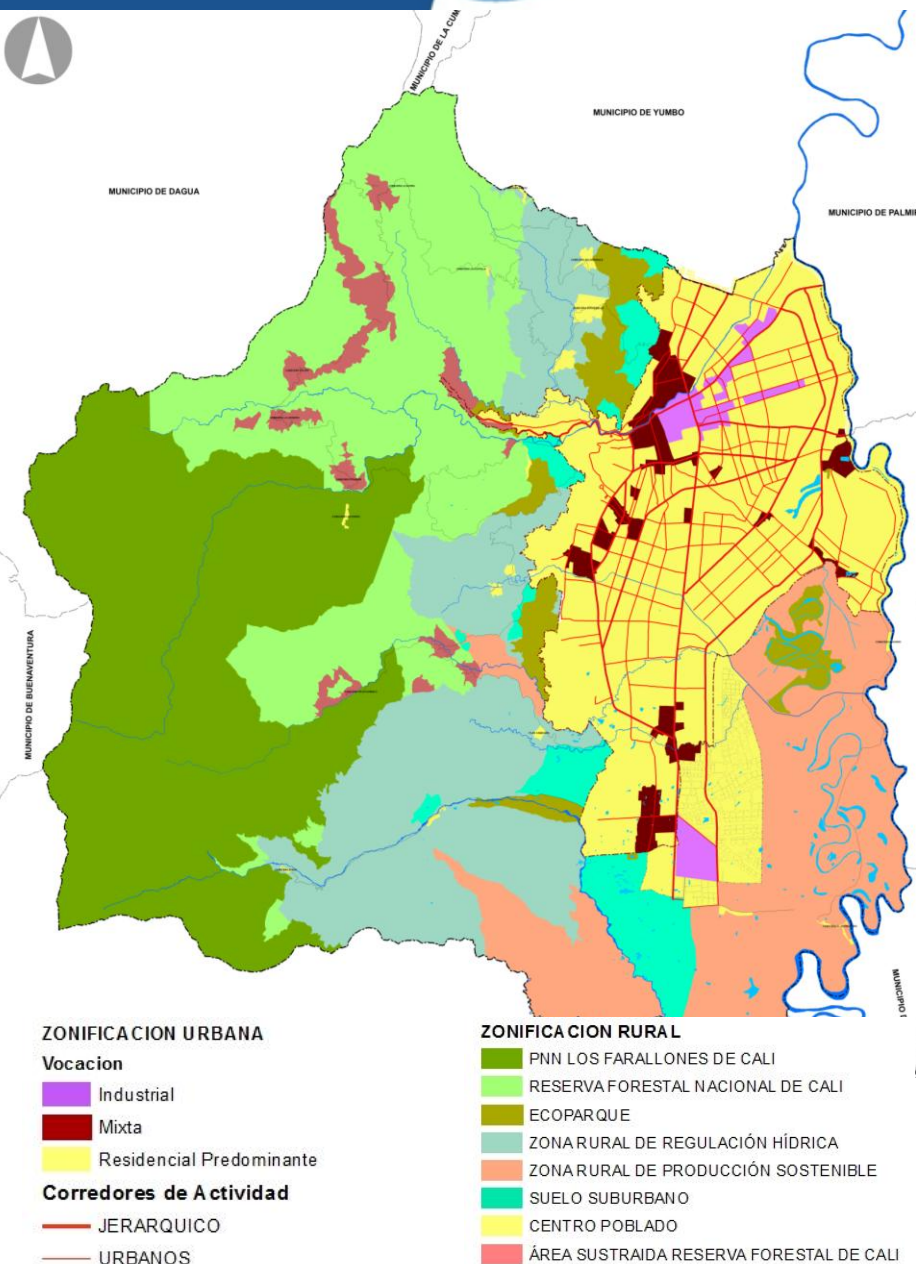 MUNICIPIO DE LA CUM
MUNICIPIO DE YUMBO
MUNICIPIO DE DAGUA
MUNICIPIO DE PALMIR
MUNICIPIO DE BUENAVENTURA
MUNICIPIO D
ZONIFICACION URBANA
Vocacion
Industrial
Mixta
Residencial Predominante
Corredores de Actividad
JERARQUICO
URBANOS
ZONIFICACION RURAL
PNN LOS FARALLONES DE CALI
RESERVA FORESTAL NACIONAL DE CALI
ECOPARQUE
ZONA RURAL DE REGULACIÓN HÍDRICA
ZONA RURAL DE PRODUCCIÓN SOSTENIBLE
SUELO SUBURBANO
CENTRO POBLADO
ÁREA SUSTRAIDA RESERVA FORESTAL DE CALI